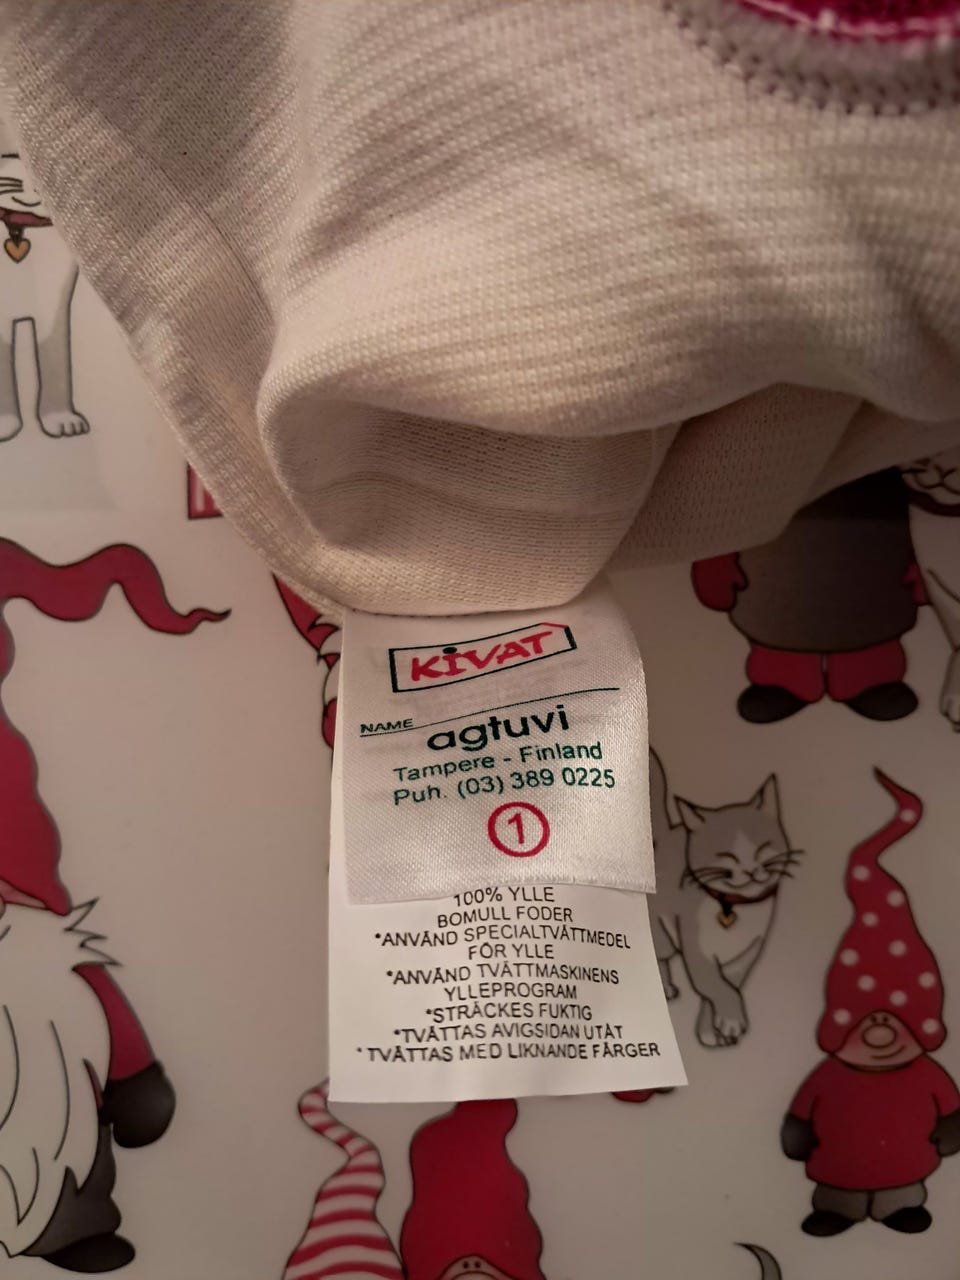 KIVAT
NAME
agtuvi
Tampere - Finland
Puh. (03) 389 0225
1
100% YLLE
BOMULL FODER
*ANVÄND SPECIALTVÄTTMEDEL
FÖR YLLE
*ANVÄND TVÄTTMASKINENS
YLLEPROGRAM
*STRÄCKES FUKTIG
*TVÄTTAS AVIGSIDAN UTÅT
*TVÄTTAS MED LIKNANDE FÄRGER